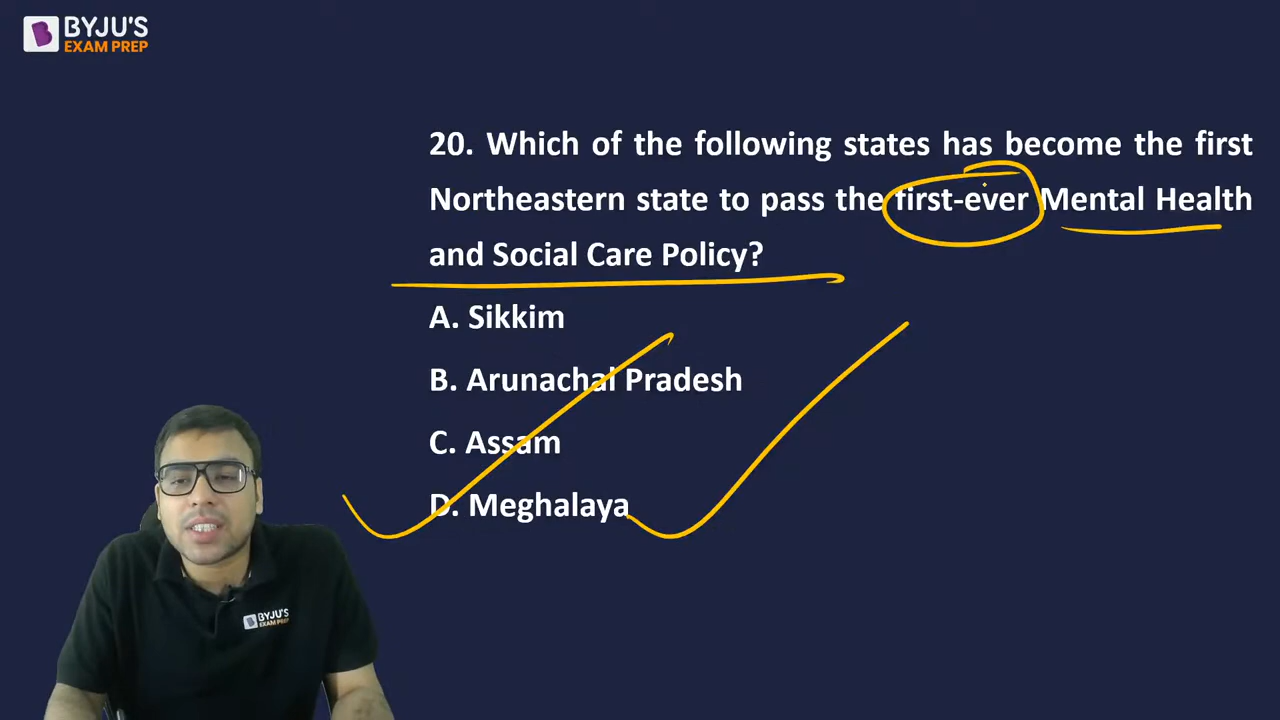 BYJU'S
EXAM PREP
20. Which of the following states has become the first
Northeastern state to pass the first-ever Mental Health
and Social Care Policy?
A. Sikkim
B. Arunachal Pradesh
C. Assam
D. Meghalaya
BYJU'S
EXAM PREP